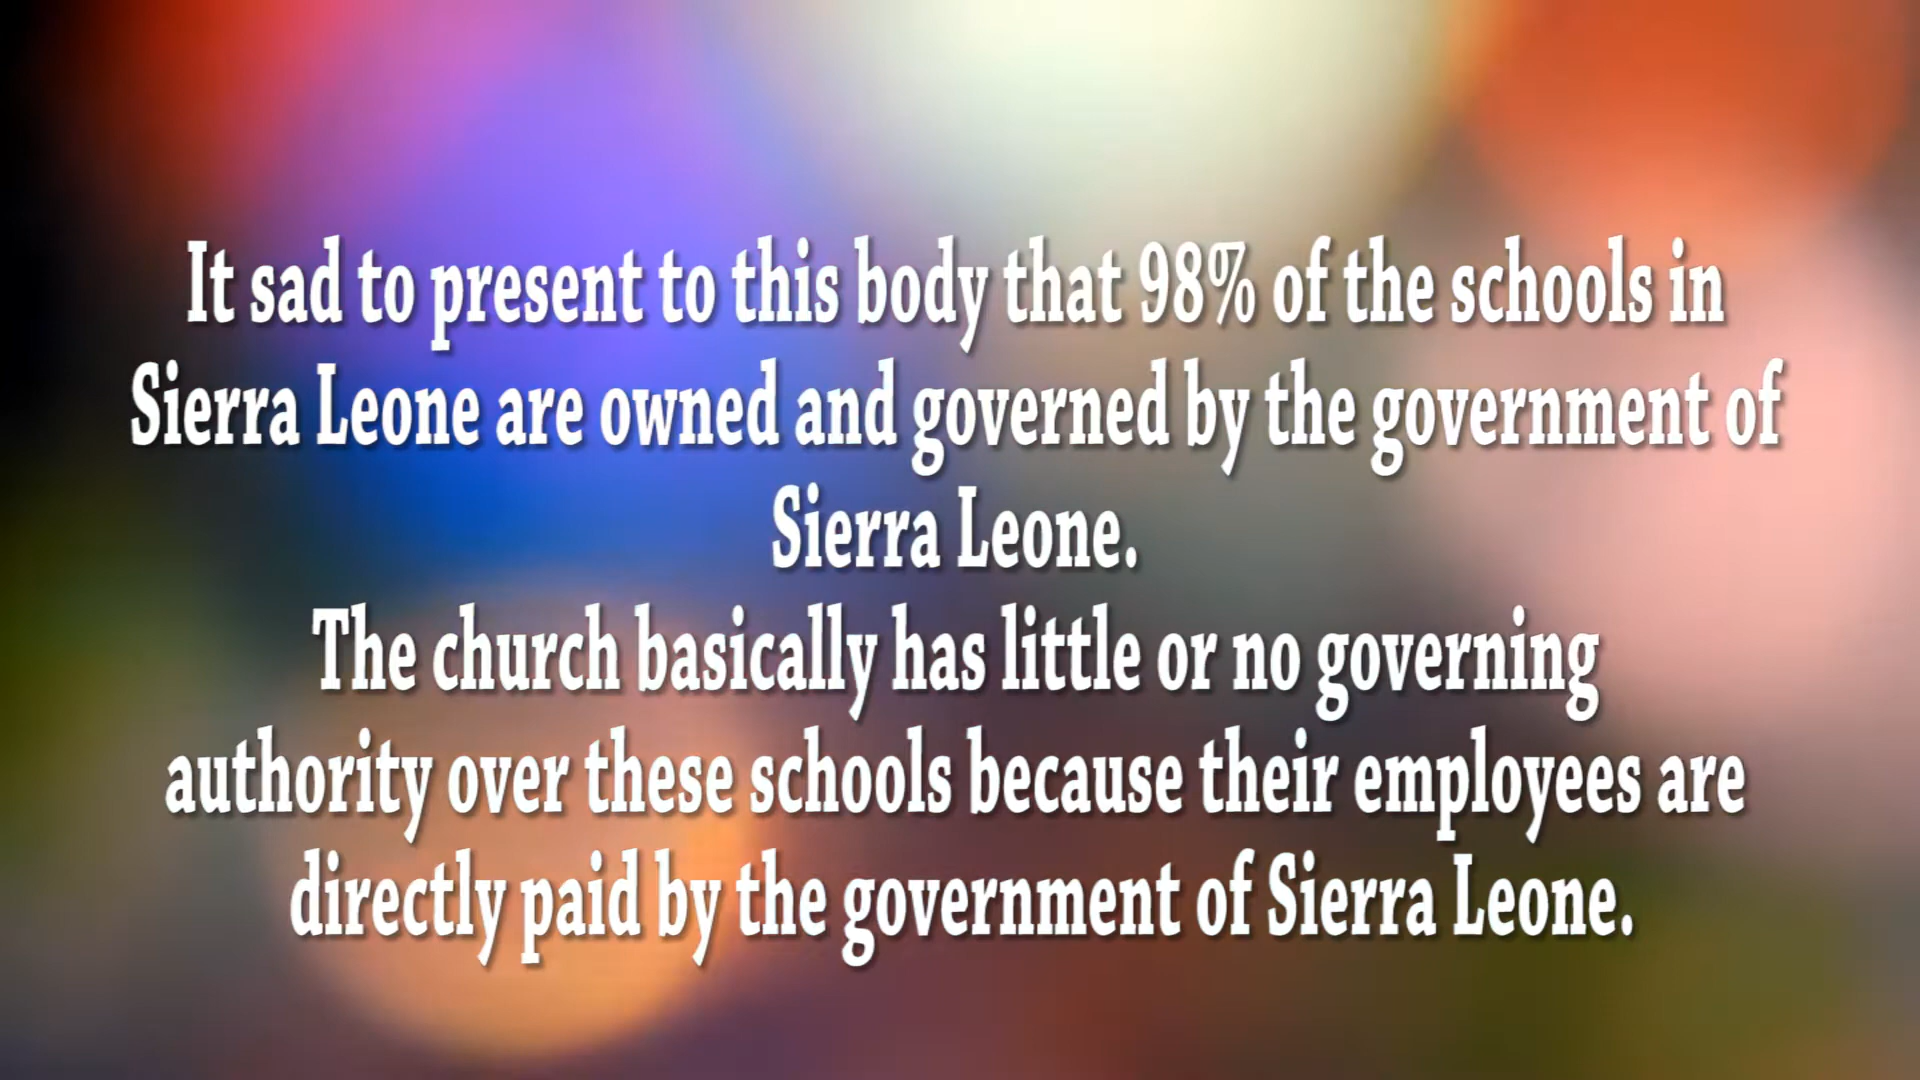 It sad to present to this body that 98% of the schools in
Sierra Leone are owned and governed by the government of
Sierra Leone.
The church basically has little or no governing
authority over these schools because their employees are
directly paid by the government of Sierra Leone.